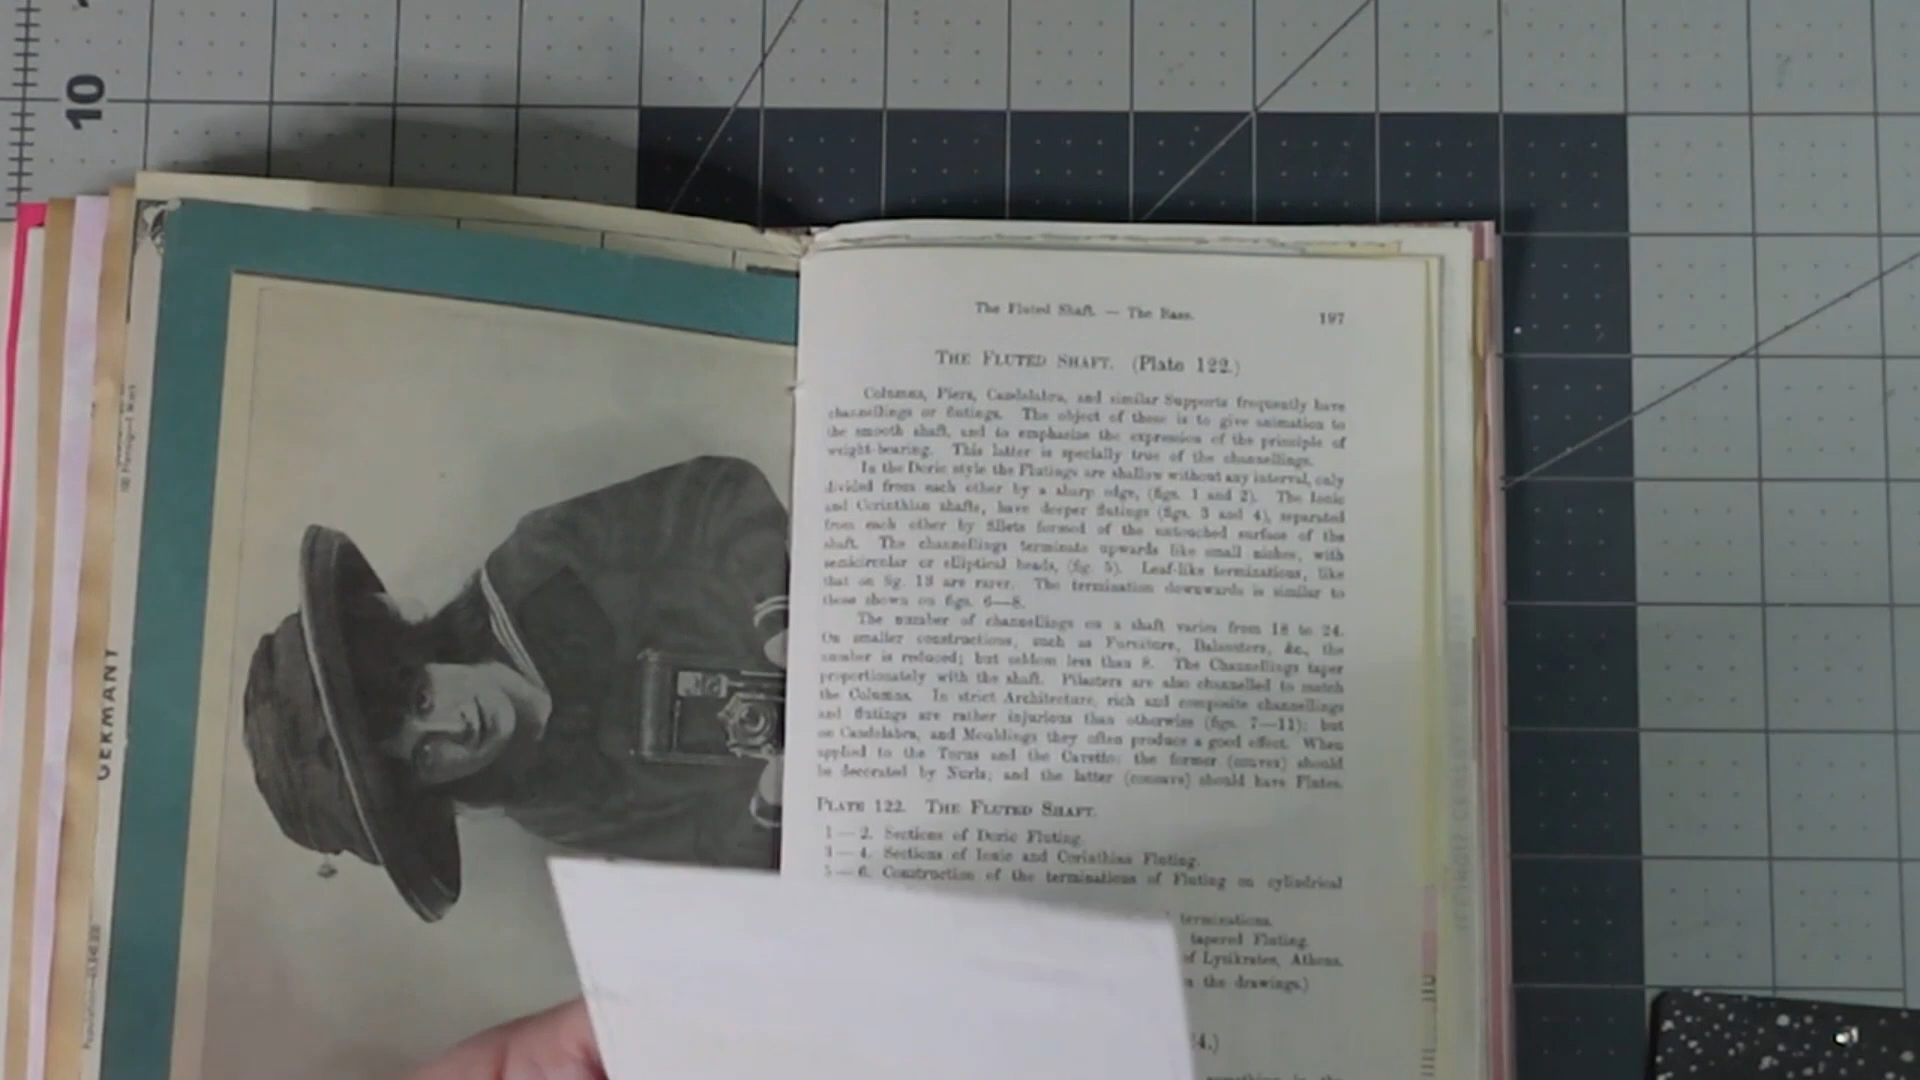 10
GERMANY
The Fluted Shaft. — The Base. 197
THE FLUTED SHAFT. (Plate 122.)
Columns, Piers, Candelabra, and similar Supports frequently have
channellings or flutings. The object of these is to give animation to
the smooth shaft, and to emphasize the expression of the principle of
weight-bearing. This latter is specially true of the channellings.
In the Doric style the Flutings are shallow without any interval, only
divided from each other by a sharp edge, (figs. 1 and 2). The Ionic
and Corinthian shafts, have deeper flutings (figs. 3 and 4), separated
from each other by fillets formed of the untouched surface of the
shaft. The channellings terminate upwards like small niches, with
semicircular or elliptical heads, (fig. 5). Leaf-like terminations, like
that on fig. 13 are rarer. The termination downwards is similar to
those shown on figs. 6—8.
The number of channellings on a shaft varies from 18 to 24.
On smaller constructions, such as Furniture, Balusters, &c., the
number is reduced; but seldom less than 8. The Channellings taper
proportionately with the shaft. Pilasters are also channelled to match
the Columns. In strict Architecture, rich and composite channellings
and flutings are rather injurious than otherwise (figs. 7—11); but
on Candelabra, and Mouldings they often produce a good effect. When
applied to the Torus and the Cavetto: the former (convex) should
be decorated by Nurls; and the latter (concave) should have Flutes.
PLATE 122. THE FLUTED SHAFT.
1—2. Sections of Doric Fluting.
3—4. Sections of Ionic and Corinthian Fluting.
5—6. Construction of the terminations of Fluting on cylindrical
terminations.
tapered Fluting.
of Lysikrates, Athens.
the drawings.)
4.)
something in the